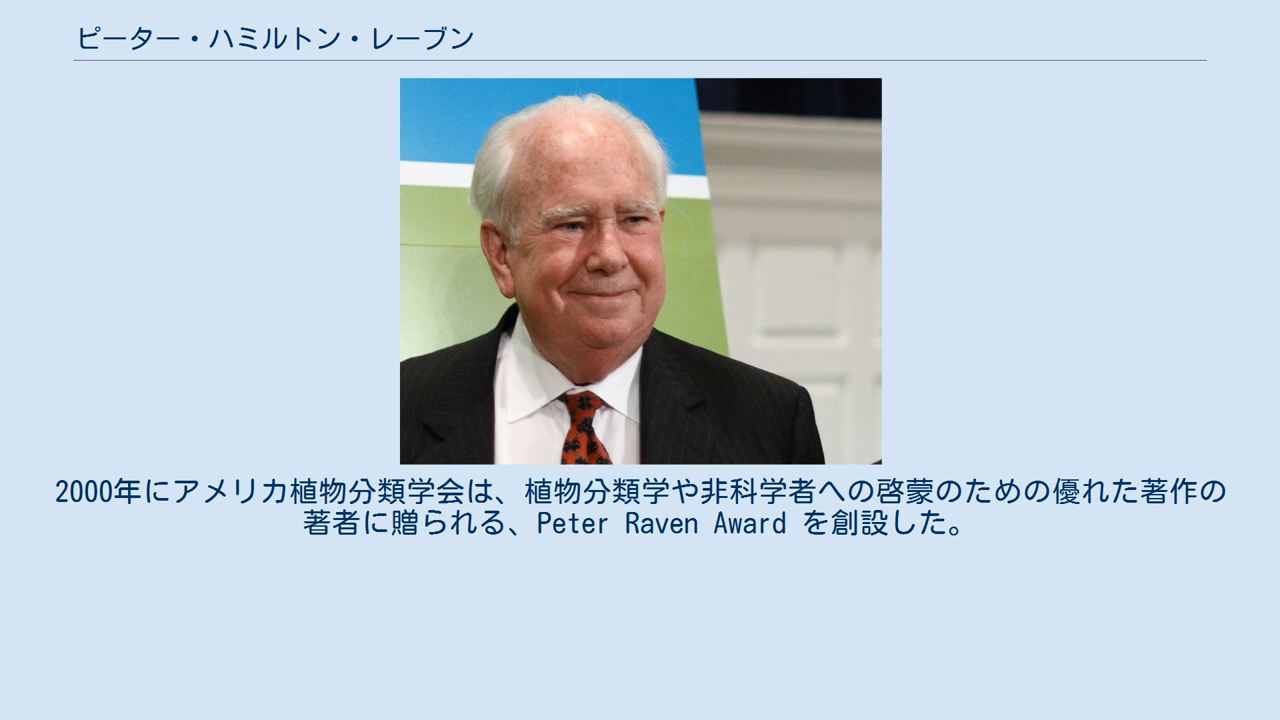 ピーター・ハミルトン・レーブン
2000年にアメリカ植物分類学会は、植物分類学や非科学者への啓蒙のための優れた著作の
著者に贈られる、Peter Raven Award を創設した。